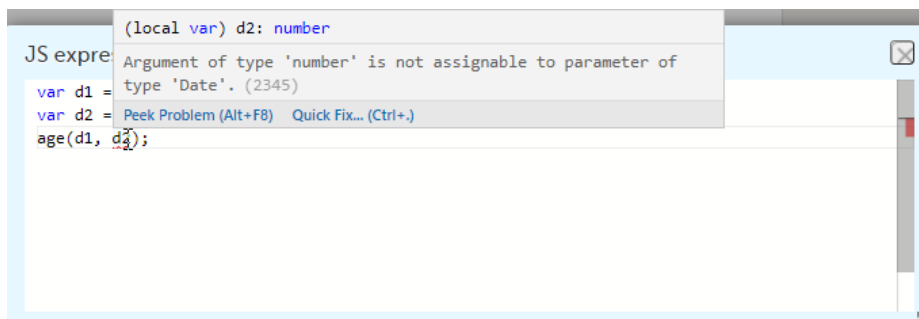 (local var) d2: number
JS expre
Argument of type 'number' is not assignable to parameter of
type 'Date'. (2345)
var d1 =
var d2 =
Peek Problem (Alt+F8) Quick Fix... (Ctrl+.)
age(d1, d2);